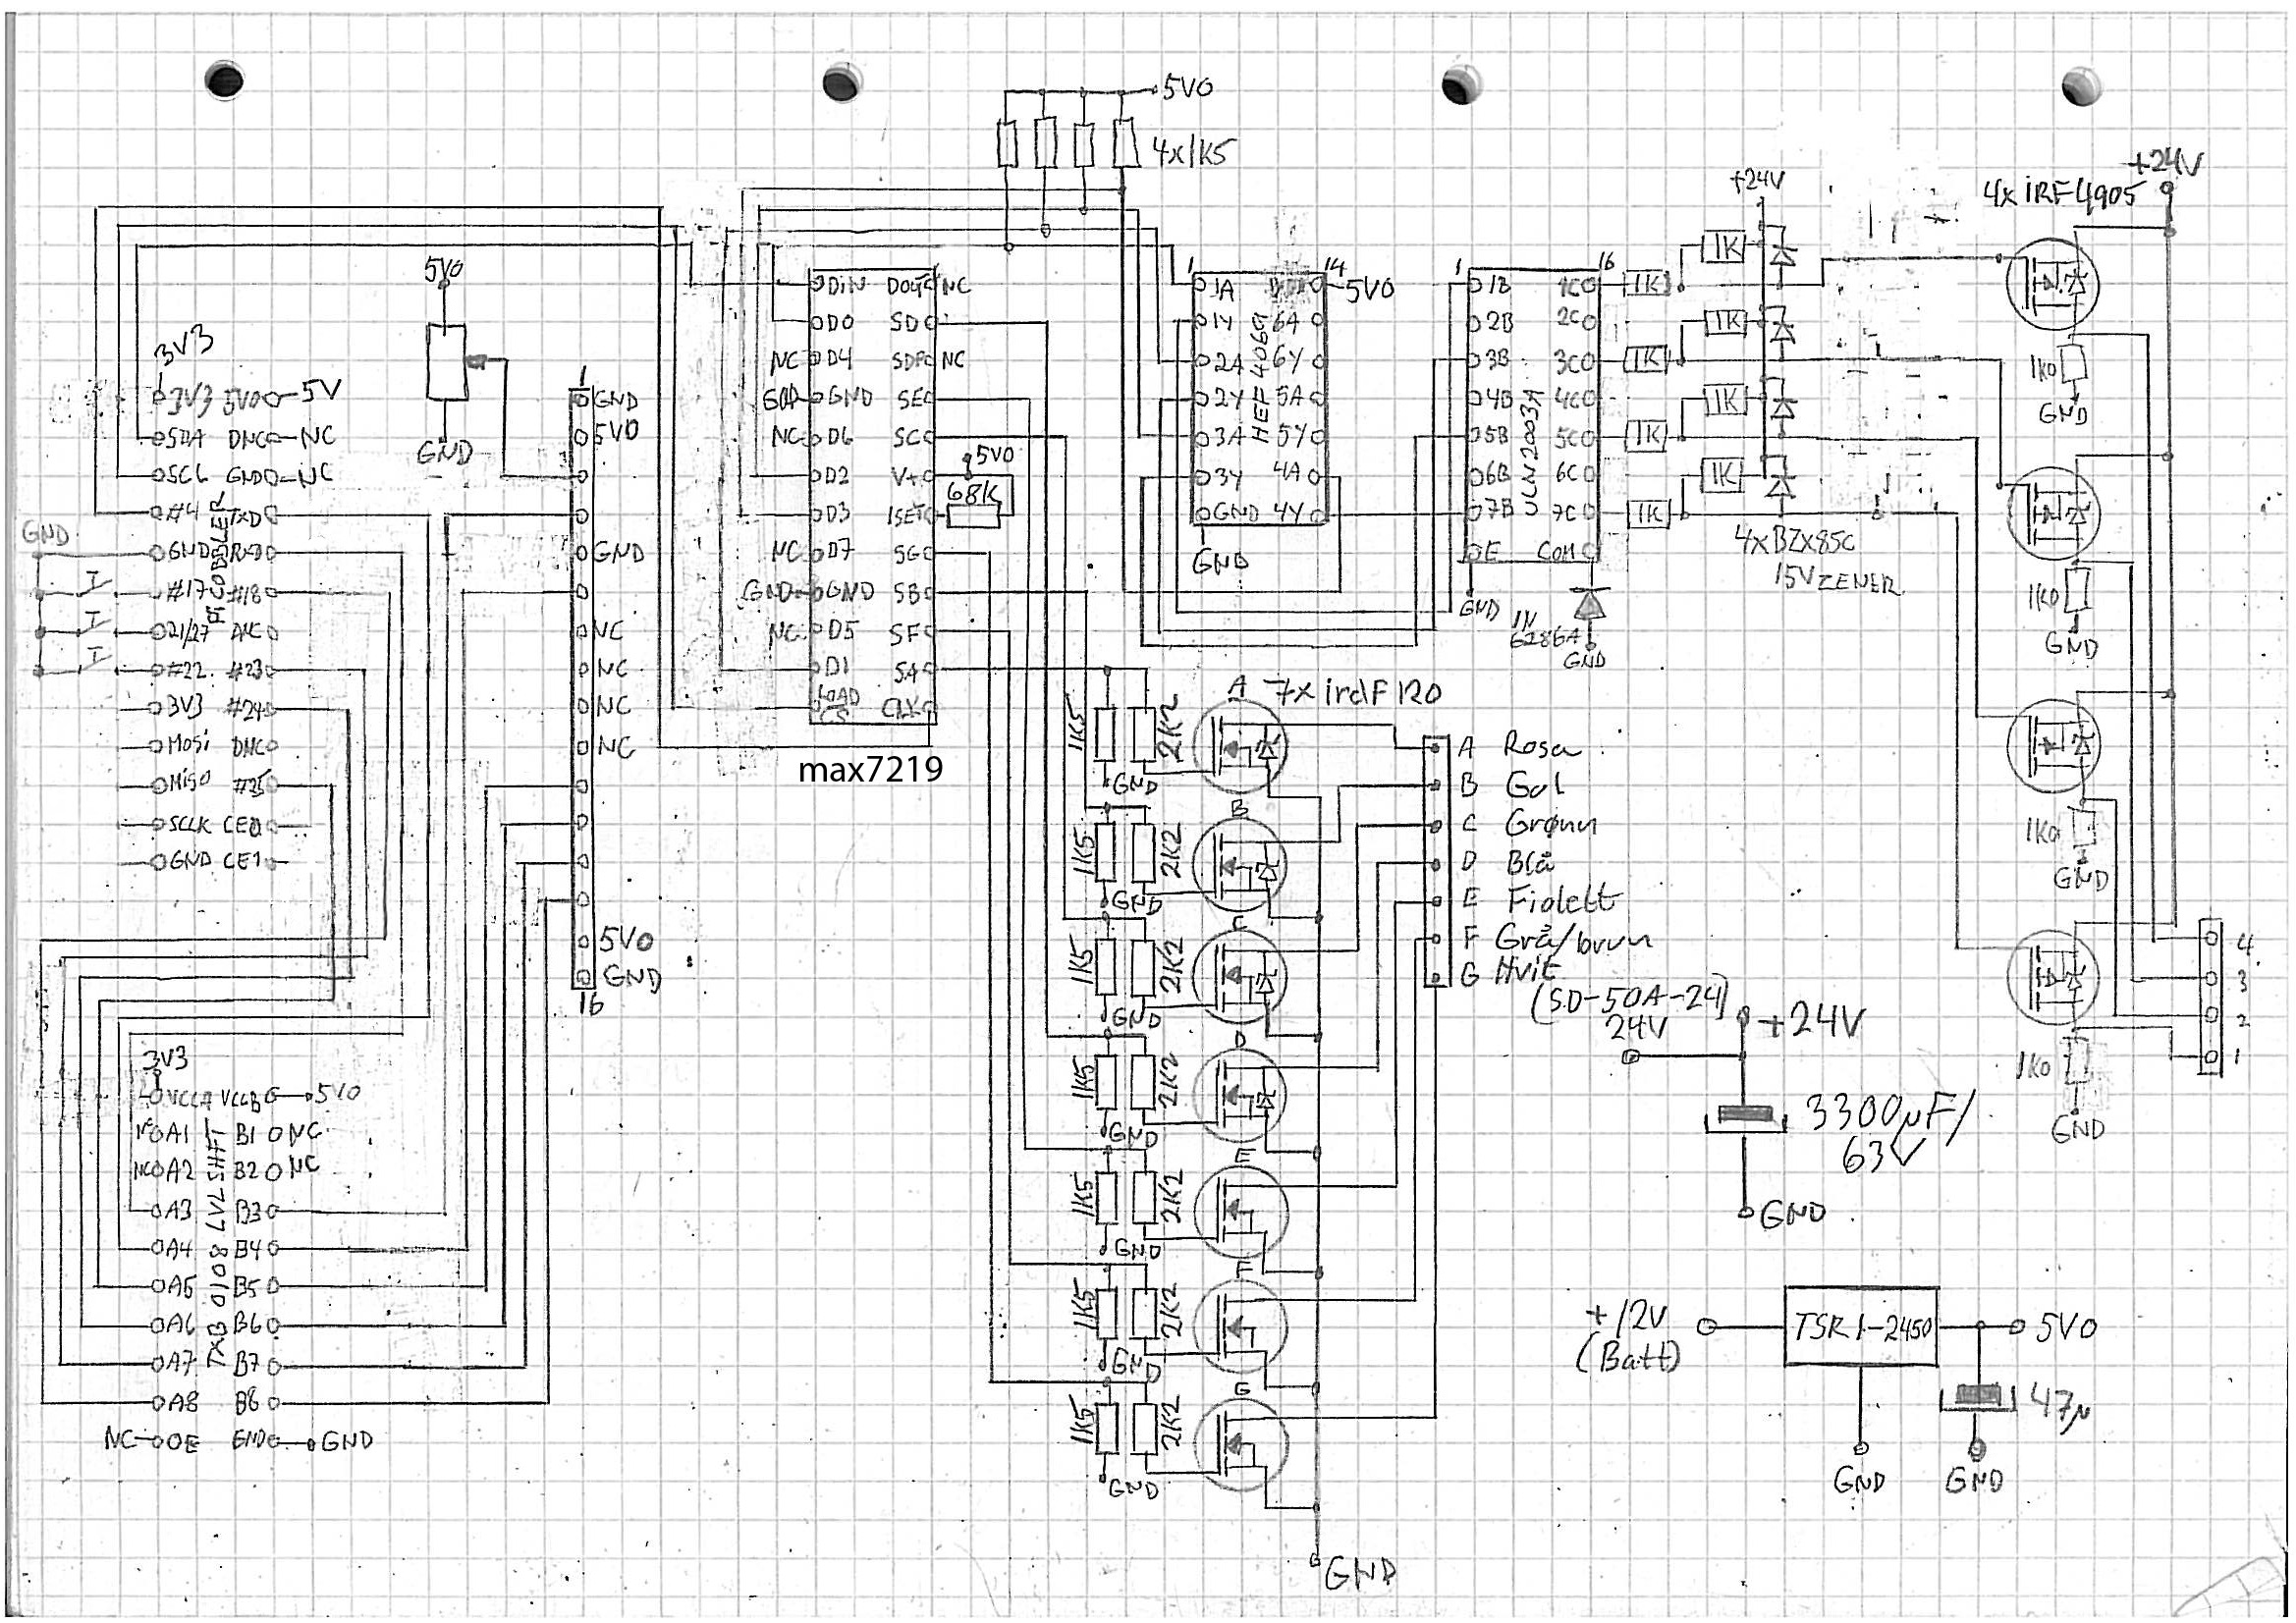 5V0
4x1K5
+24V
+24V
4x iRF4905
5V0
GND
3V3
3V3 5V0 5V
SDA DNC NC
SCL GND NC
#4 TXD
GND
GND RXD
#17 #18
21/27 DNC
#22 #23
3V3 #24
MOSi DNC
MiSO #25
SCLK CE0
GND CE1
PI COBBLER
1
GND
5V0
GND
NC
NC
NC
NC
5V0
GND
16
DiN DOUT NC
D0 SD
NC D4 SDP NC
GND GND SE
NC D6 SC
5V0
D2 V+
68K
D3 ISET
NC D7 SG
GND GND SB
NC D5 SF
D1 SA
LOAD
CS CLK
max7219
1 14
1A 5V0
1Y 6A
2A 6Y
2Y 5A
3A 5Y
3Y 4A
GND 4Y
HEF4069
GND
1 16
1B 1C
2B 2C
3B 3C
4B 4C
5B 5C
6B 6C
7B 7C
E COM
ULN2003A
GND
1N
6286A
GND
1K 1K
1K 1K
1K 1K
1K 1K
4xBZX85C
15V ZENER
1K0
GND
1K0
GND
1K0
GND
1K0
GND
4
3
2
1
7x irdF120
A
1K5 2K2
GND
B
1K5 2K2
GND
C
1K5 2K2
GND
D
1K5 2K2
GND
E
1K5 2K2
GND
F
1K5 2K2
GND
G
1K5 2K2
GND
GND
A Rosa
B Gul
C Grønn
D Blå
E Fiolett
F Grå/brun
G Hvit
(SD-50A-24)
24V
+24V
3300µF/
63V
GND
+12V
(Batt)
TSR1-2450
5V0
47µ
GND
GND
3V3
VCCA VCCB 5V0
NC A1 B1 NC
NC A2 B2 NC
A3 B3
A4 B4
A5 B5
A6 B6
A7 B7
A8 B8
NC OE GND GND
TXB0108 LVLSHFT